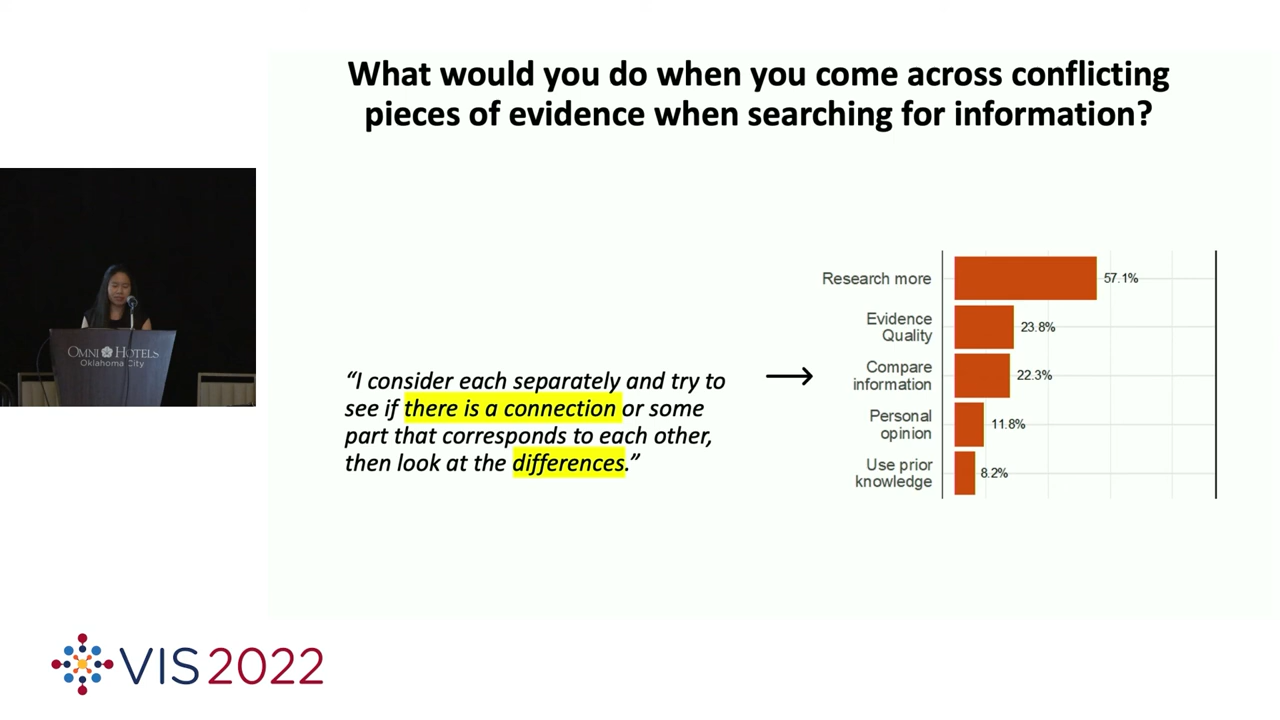 What would you do when you come across conflicting
pieces of evidence when searching for information?
OMNI HOTELS
Oklahoma City
“I consider each separately and try to
see if there is a connection or some
part that corresponds to each other,
then look at the differences.”
Research more
57.1%
Evidence
Quality
23.8%
Compare
information
22.3%
Personal
opinion
11.8%
Use prior
knowledge
8.2%
VIS2022